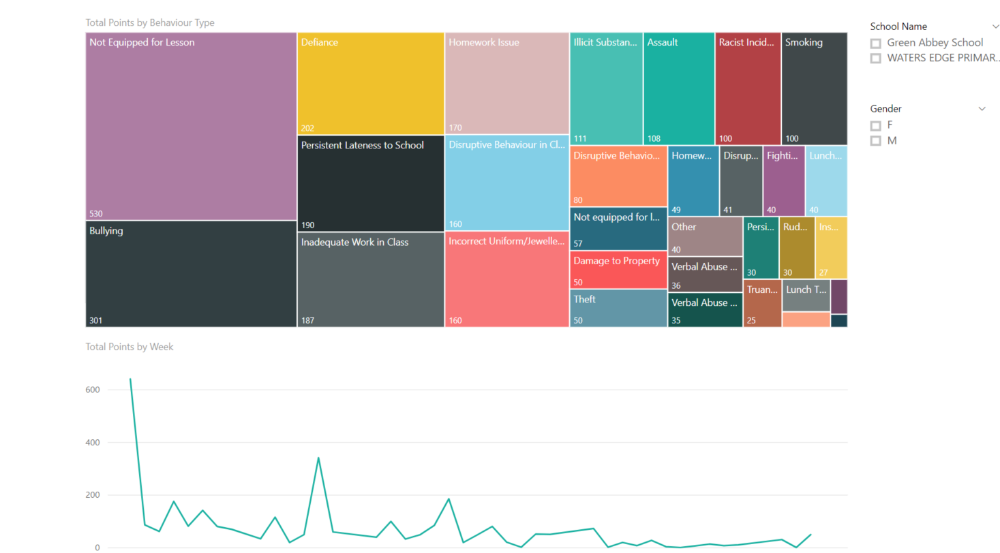 Total Points by Behaviour Type
Not Equipped for Lesson
530
Bullying
301
Defiance
202
Persistent Lateness to School
190
Inadequate Work in Class
187
Homework Issue
170
Disruptive Behaviour in Cl...
160
Incorrect Uniform/Jewelle...
160
Illicit Substan...
111
Assault
108
Racist Incid...
100
Smoking
100
Disruptive Behavio...
80
Not equipped for l...
57
Damage to Property
50
Theft
50
Homew...
49
Disrup...
41
Fighti...
40
Lunch...
40
Other
40
Verbal Abuse ...
36
Verbal Abuse ...
35
Persi...
30
Rud...
30
Ins...
27
Truan...
25
Lunch T...
School Name
Green Abbey School
WATERS EDGE PRIMAR..
Gender
F
M
Total Points by Week
600
400
200
0